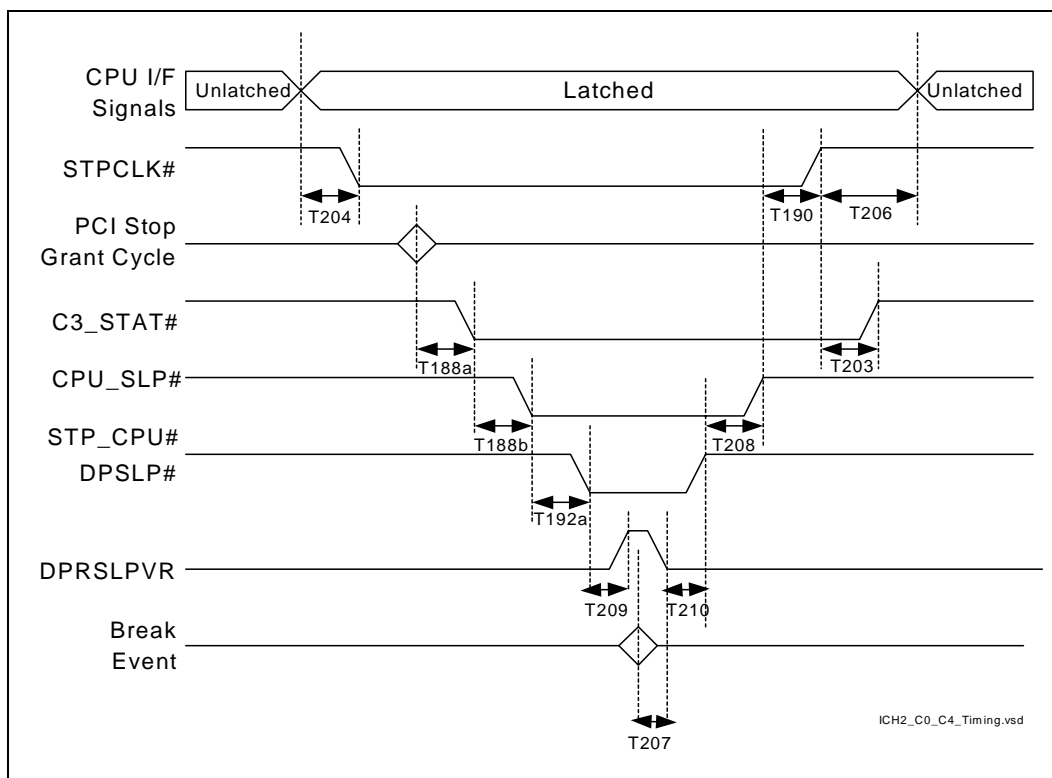 CPU I/F
Signals
Unlatched
Latched
Unlatched
STPCLK#
T204
T190
T206
PCI Stop
Grant Cycle
C3_STAT#
T188a
T203
CPU_SLP#
T188b
T208
STP_CPU#
DPSLP#
T192a
DPRSLPVR
T209
T210
Break
Event
T207
ICH2_C0_C4_Timing.vsd